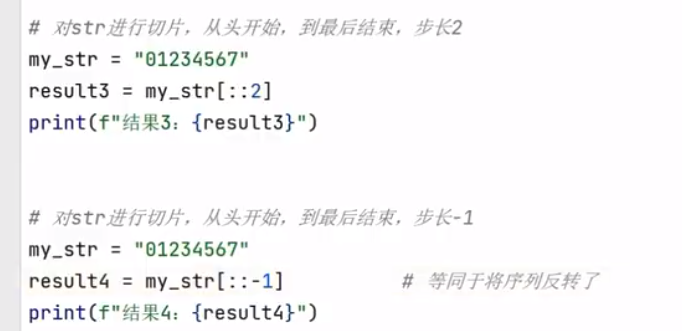 # 对str进行切片，从头开始，到最后结束，步长2
my_str = "01234567"
result3 = my_str[::2]
print(f"结果3：{result3}")
# 对str进行切片，从头开始，到最后结束，步长-1
my_str = "01234567"
result4 = my_str[::-1]          # 等同于将序列反转了
print(f"结果4：{result4}")